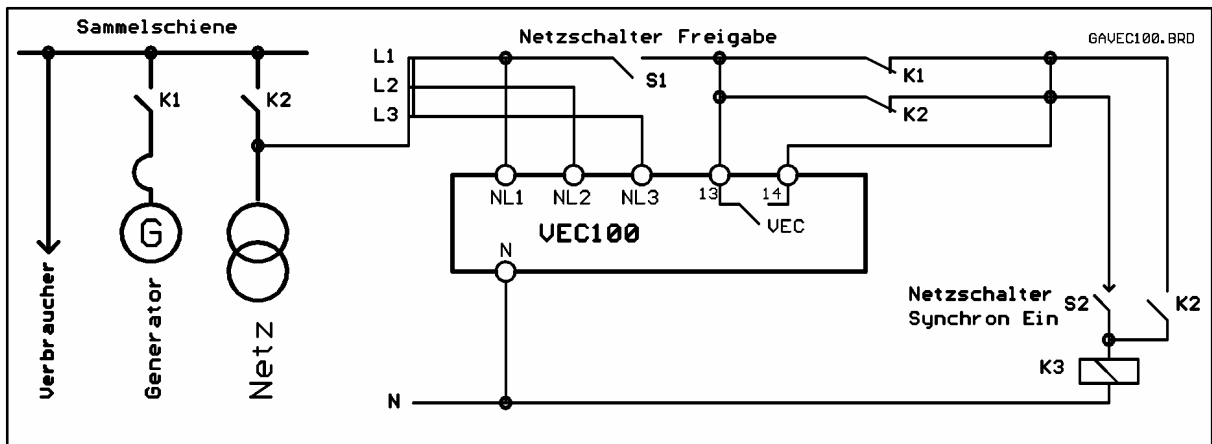 Sammelschiene
Netzschalter Freigabe
GAVEC100.BRD
L1
L2
L3
K1
K2
S1
K1
K2
NL1
NL2
NL3
13
14
VEC
VEC100
N
G
Verbraucher
Generator
Netz
Netzschalter
Synchron Ein
S2
K2
K3
N